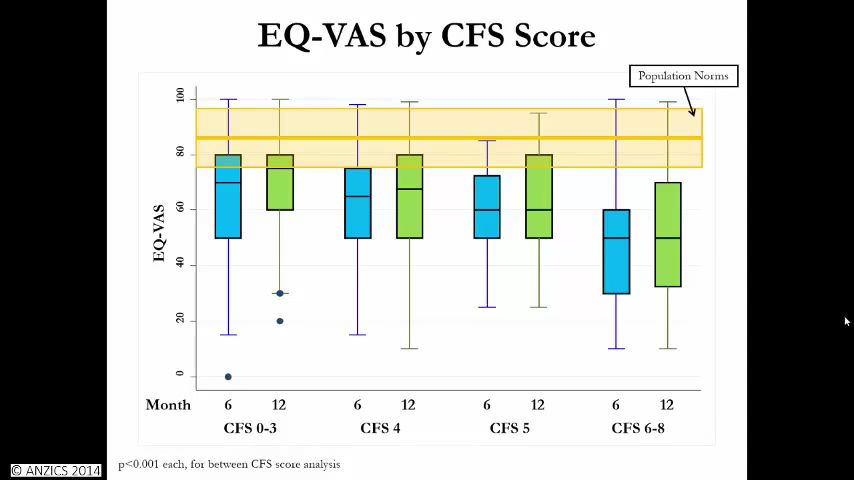 EQ-VAS by CFS Score
Population Norms
100
80
60
40
20
0
EQ-VAS
Month 6 12 6 12 6 12 6 12
CFS 0-3 CFS 4 CFS 5 CFS 6-8
p<0.001 each, for between CFS score analysis
© ANZICS 2014